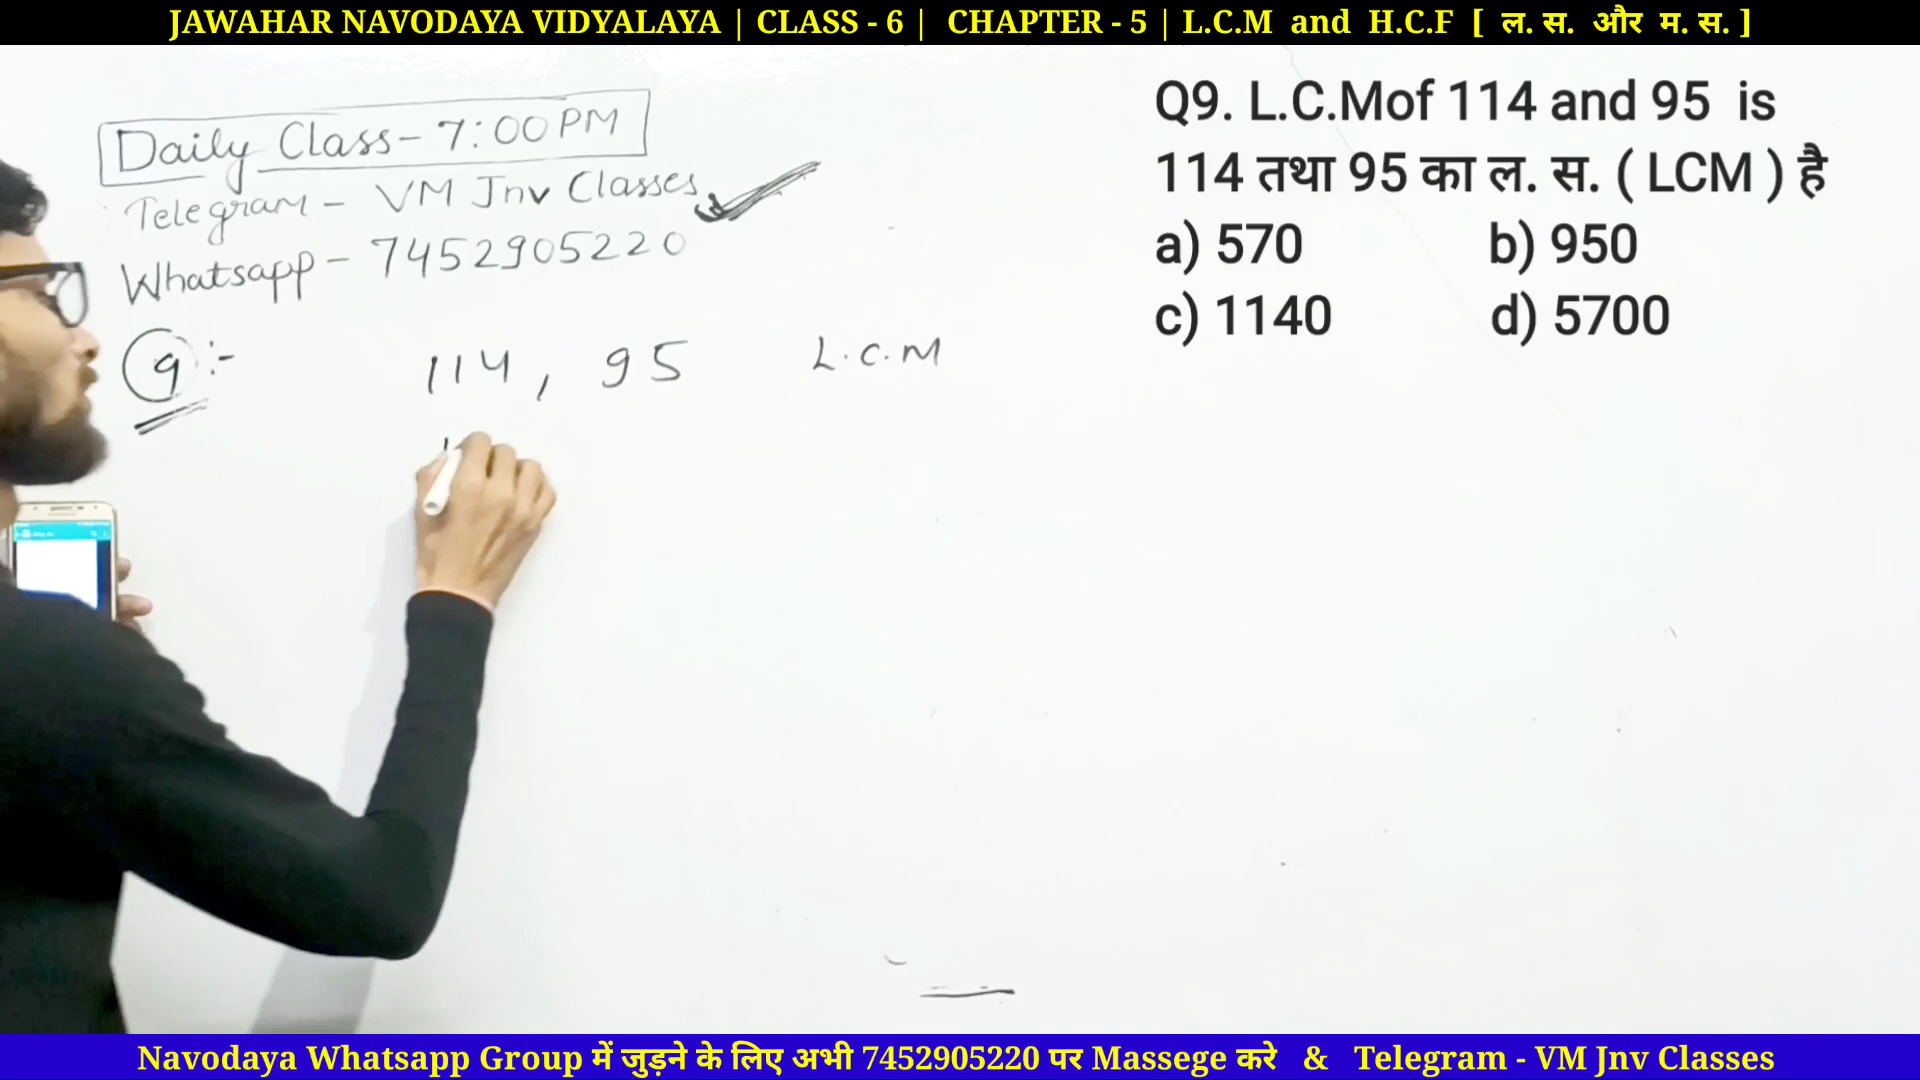 JAWAHAR NAVODAYA VIDYALAYA | CLASS - 6 | CHAPTER - 5 | L.C.M and H.C.F [ ल. स. और म. स. ]
Daily Class - 7:00 PM
Telegram - VM Jnv Classes
Whatsapp - 7452905220
9 :-
114 , 95 L.C.M
Q9. L.C.Mof 114 and 95 is
114 तथा 95 का ल. स. ( LCM ) है
a) 570 b) 950
c) 1140 d) 5700
Navodaya Whatsapp Group में जुड़ने के लिए अभी 7452905220 पर Massege करे & Telegram - VM Jnv Classes